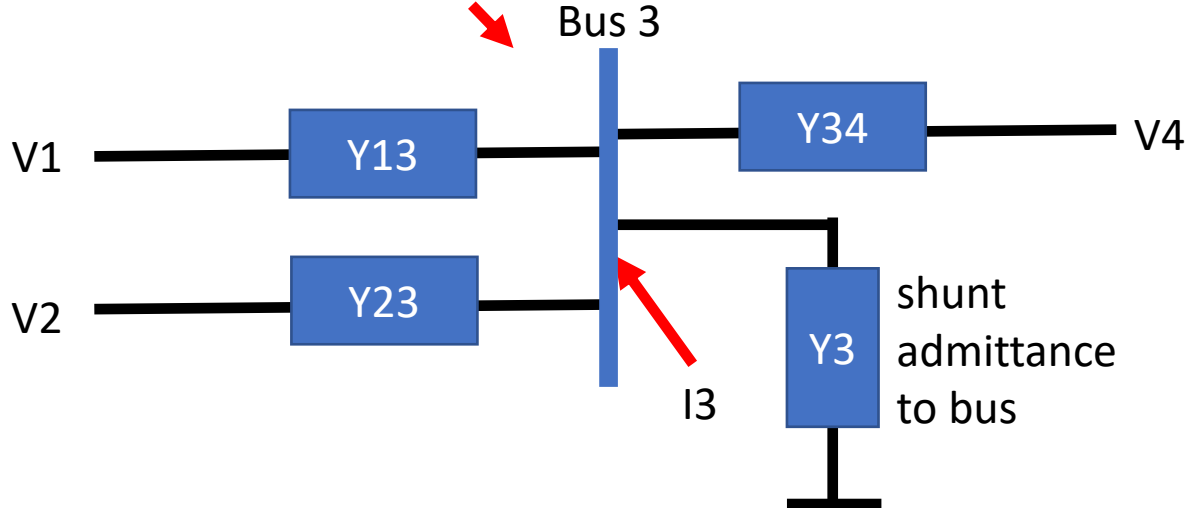 Bus 3
V1
Y13
Y34
V4
V2
Y23
Y3
shunt
admittance
to bus
I3